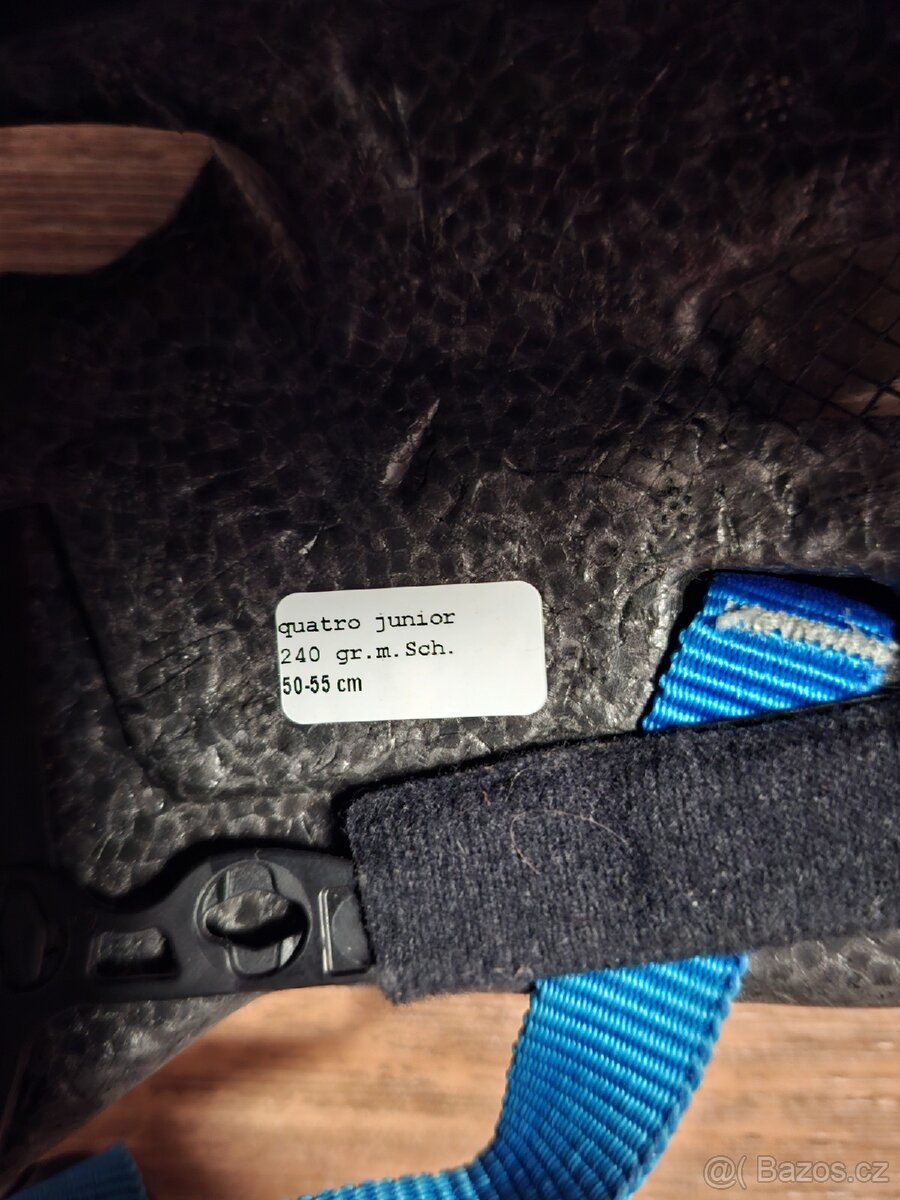 quatro junior
240 gr.m.Sch.
50-55 cm
@( Bazos.cz